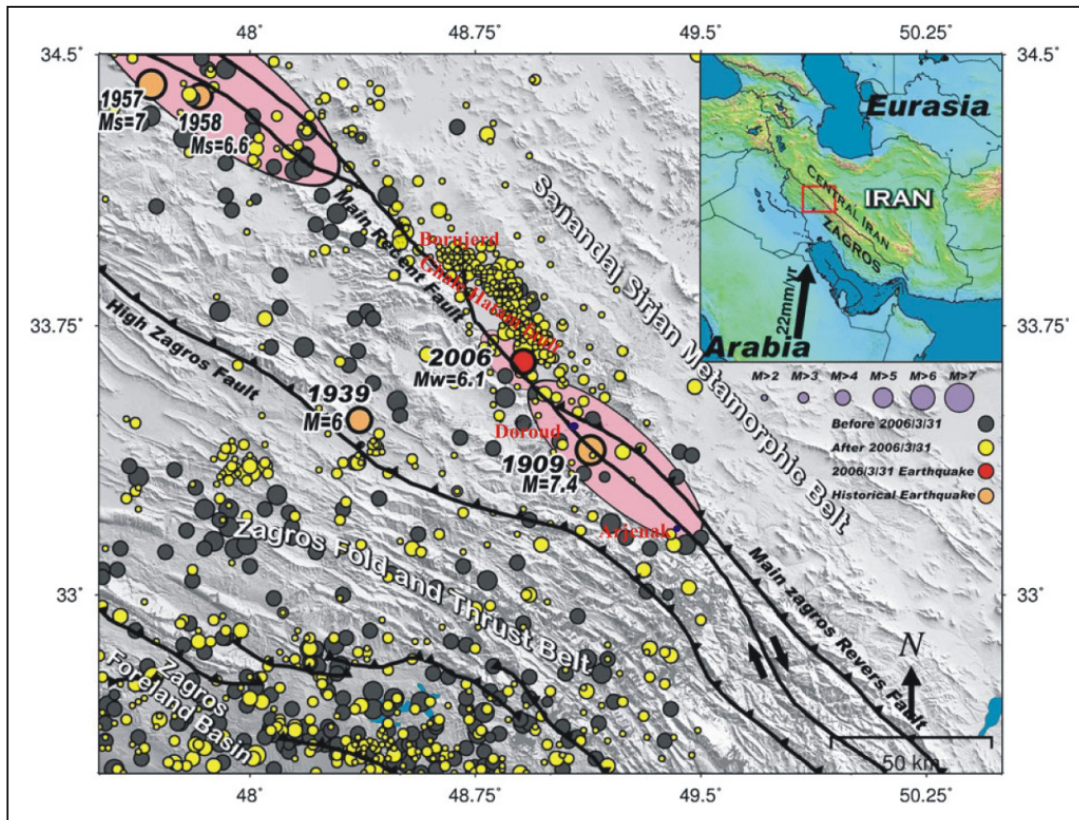 48˚ 48.75 49.5 50.25
34.5 34.5˚
1957
Ms=7
1958
Ms=6.6
Eurasia
IRAN
CENTRAL IRAN
ZAGROS
22mm/yr
Arabia
Sanandaj Sirjan Metamorphic Belt
Main Recent Fault
Borujerd
33.75 33.75˚
High Zagros Fault
2006
Mw=6.1
1939
M=6
Doroud
1909
M=7.4
Arjenak
M>2 M>3 M>4 M>5 M>6 M>7
Before 2006/3/31
After 2006/3/31
2006/3/31 Earthquake
Historical Earthquake
Zagros Fold and Thrust Belt
33˚ 33˚
Main zagros Revers Fault
Zagros
Foreland Basin
N
50 km
48˚ 48.75˚ 49.5˚ 50.25